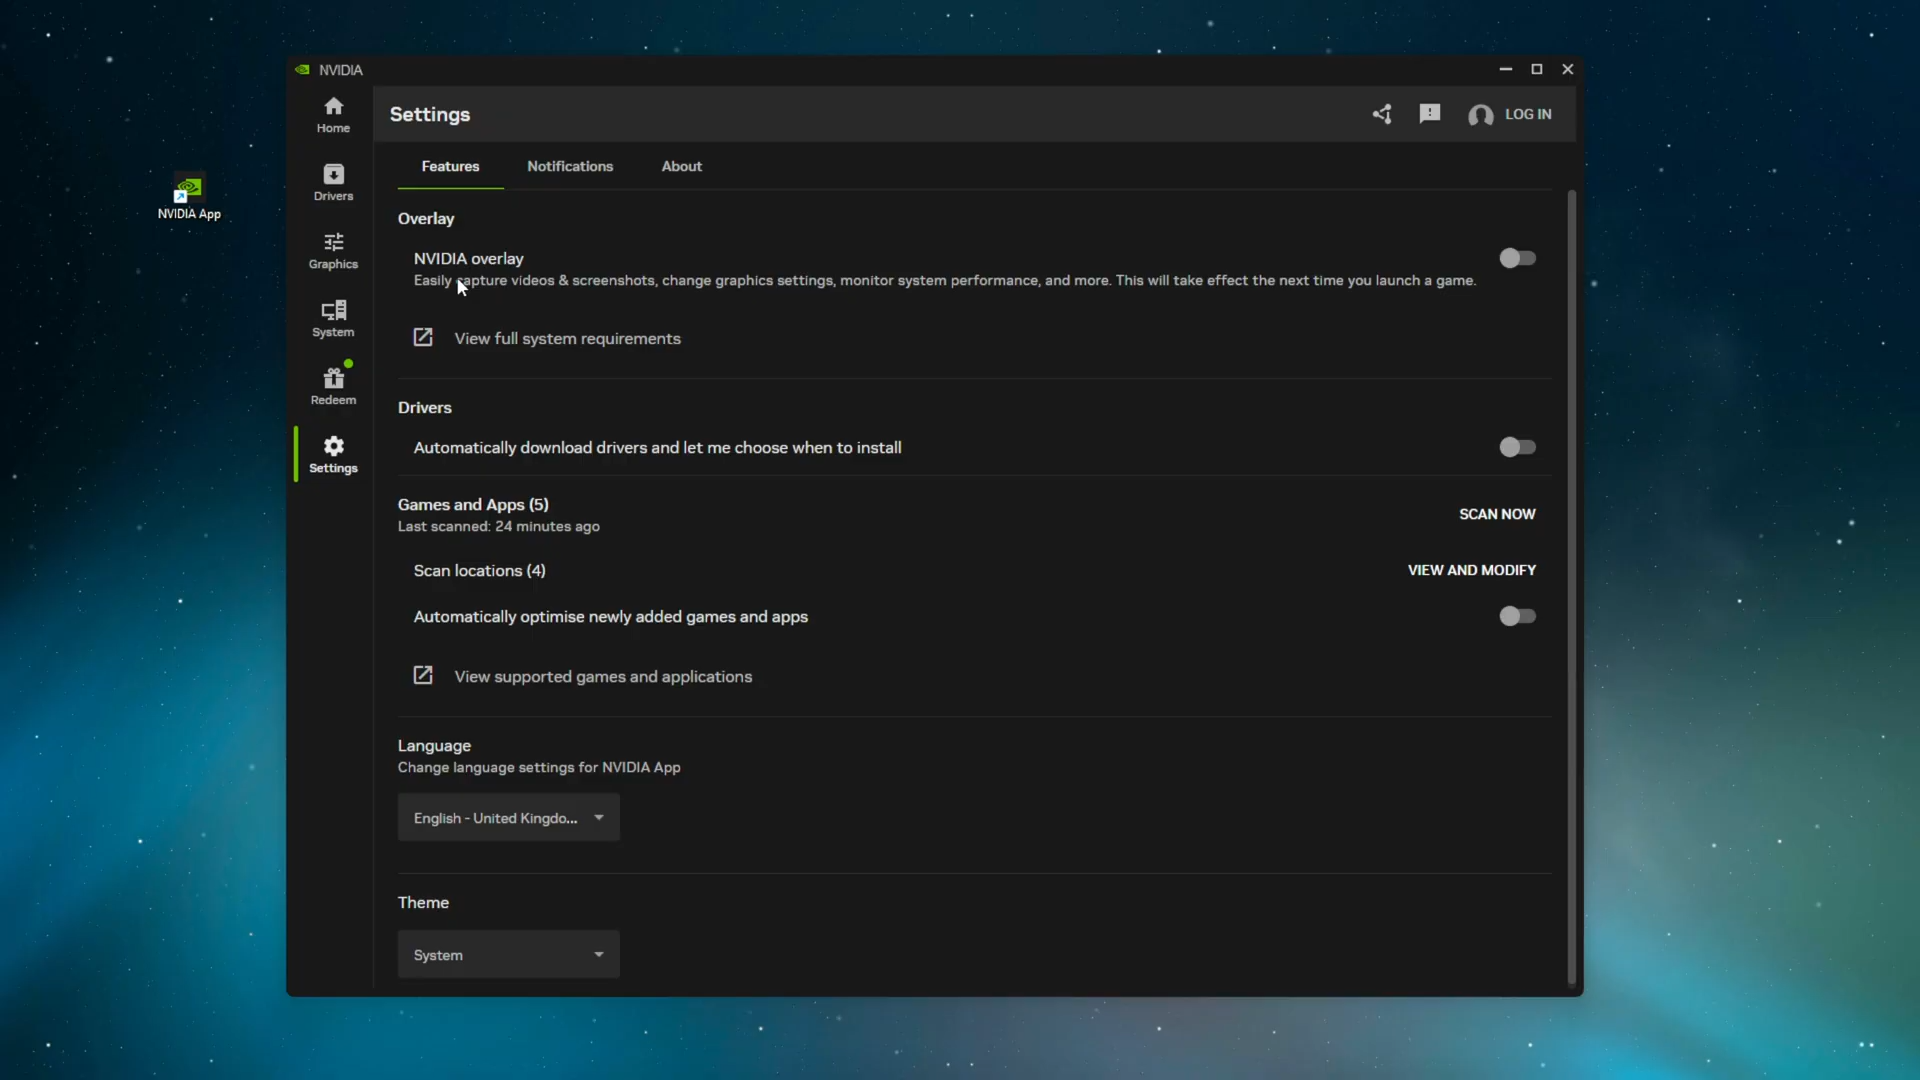 NVIDIA
Home
Settings
LOG IN
Features
Notifications
About
Drivers
NVIDIA App
Overlay
Graphics
NVIDIA overlay
Easily capture videos & screenshots, change graphics settings, monitor system performance, and more. This will take effect the next time you launch a game.
System
View full system requirements
Redeem
Drivers
Automatically download drivers and let me choose when to install
Settings
Games and Apps (5)
Last scanned: 24 minutes ago
SCAN NOW
Scan locations (4)
VIEW AND MODIFY
Automatically optimise newly added games and apps
View supported games and applications
Language
Change language settings for NVIDIA App
English - United Kingdo...
Theme
System